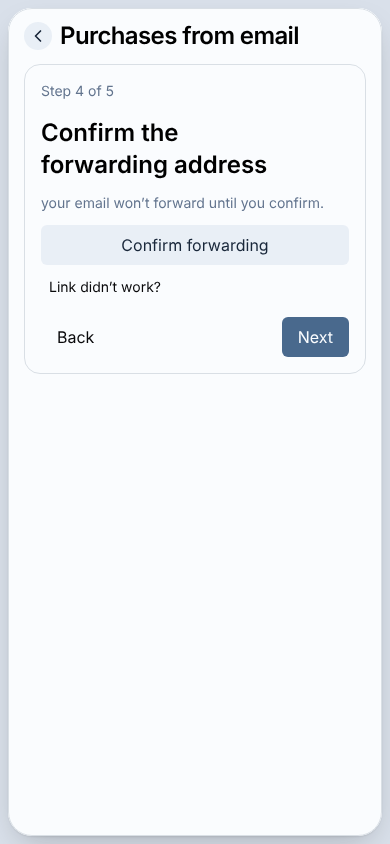 Purchases from email
Step 4 of 5
Confirm the
forwarding address
your email won’t forward until you confirm.
Confirm forwarding
Link didn’t work?
Back
Next